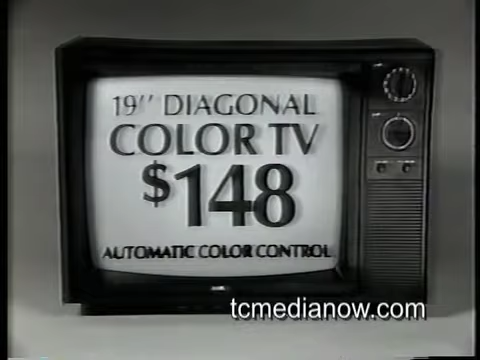 19" DIAGONAL
COLOR TV
$148
AUTOMATIC COLOR CONTROL
tcmedianow.com